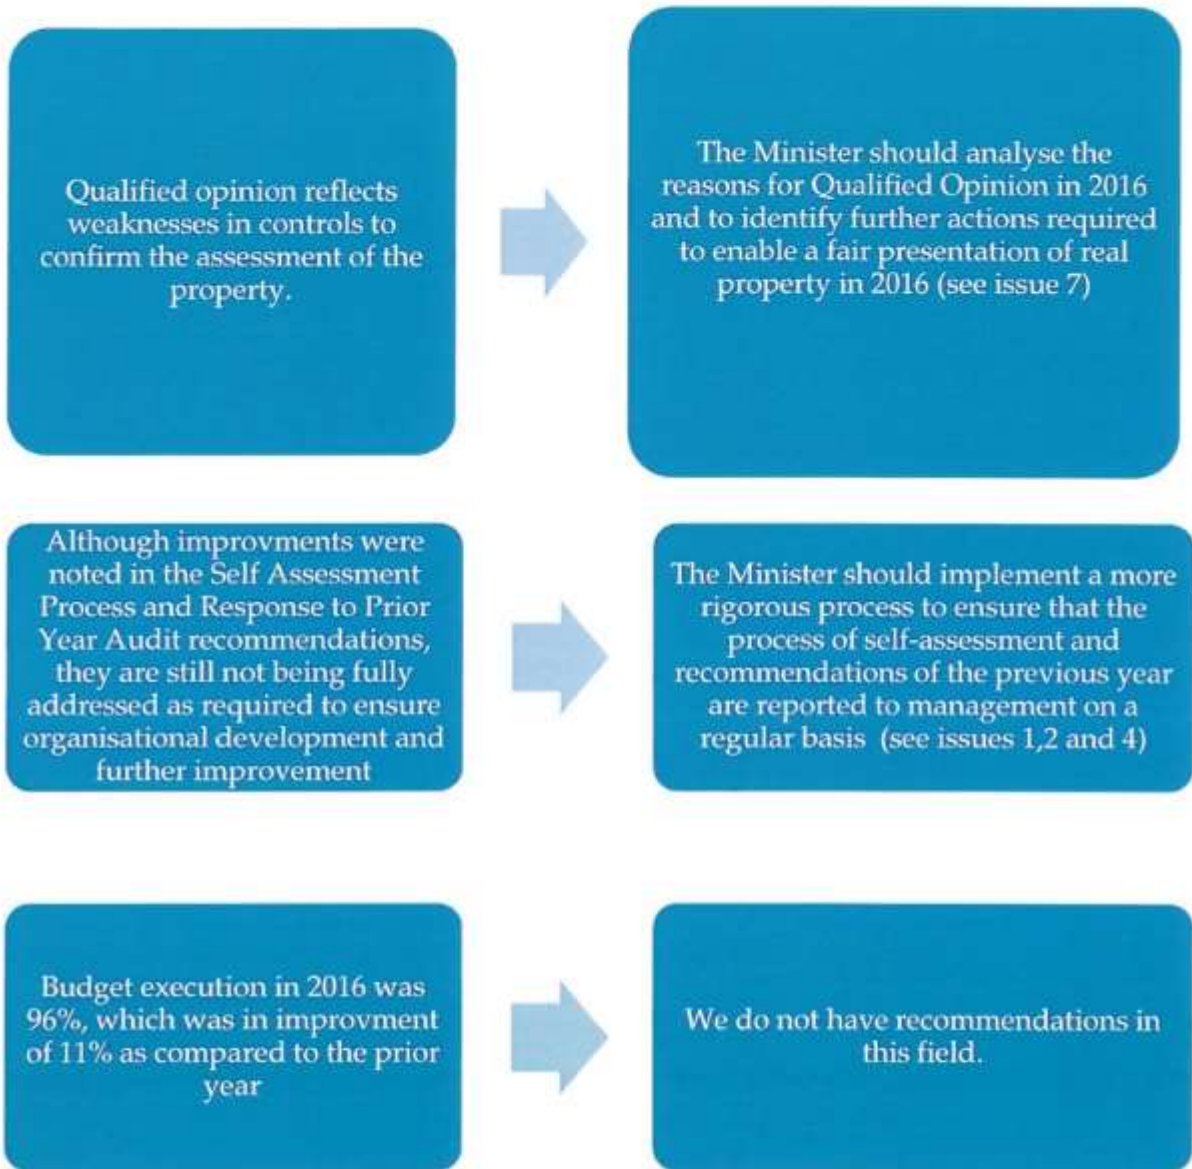 Qualified opinion reflects
weaknesses in controls to
confirm the assessment of the
property.
The Minister should analyse the
reasons for Qualified Opinion in 2016
and to identify further actions required
to enable a fair presentation of real
property in 2016 (see issue 7)
Although improvments were
noted in the Self Assessment
Process and Response to Prior
Year Audit recommendations,
they are still not being fully
addressed as required to ensure
organisational development and
further improvement
The Minister should implement a more
rigorous process to ensure that the
process of self-assessment and
recommendations of the previous year
are reported to management on a
regular basis (see issues 1,2 and 4)
Budget execution in 2016 was
96%, which was in improvment
of 11% as compared to the prior
year
We do not have recommendations in
this field.